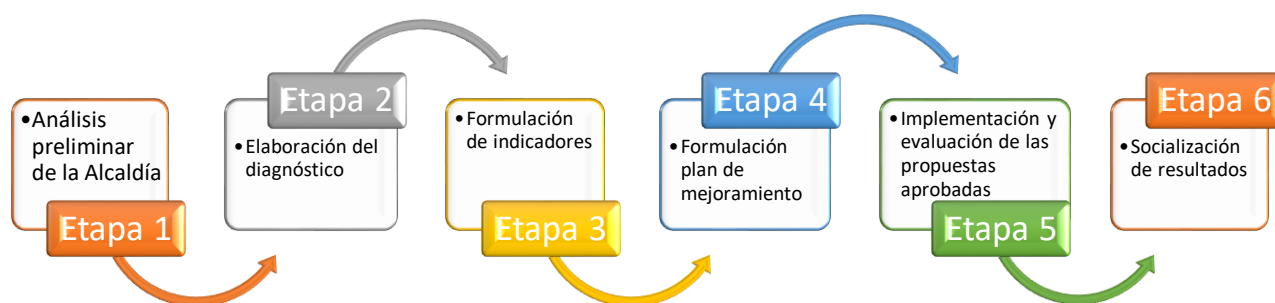 •Análisis
preliminar
de la Alcaldía
Etapa 1
Etapa 2
•Elaboración del
diagnóstico
•Formulación
de indicadores
Etapa 3
Etapa 4
•Formulación
plan de
mejoramiento
•Implementación y
evaluación de las
propuestas
aprobadas
Etapa 5
Etapa 6
•Socialización
de resultados